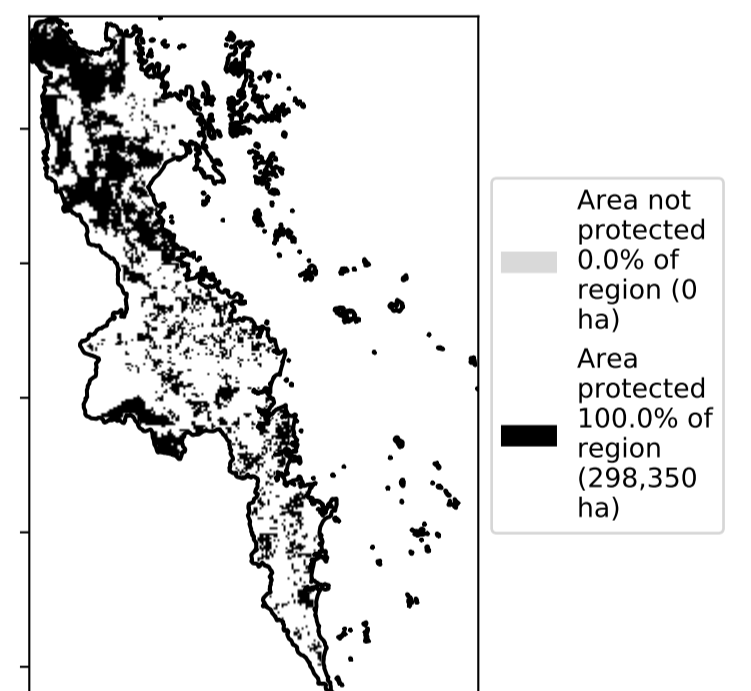 Area not
protected
0.0% of
region (0
ha)
Area
protected
100.0% of
region
(298,350
ha)